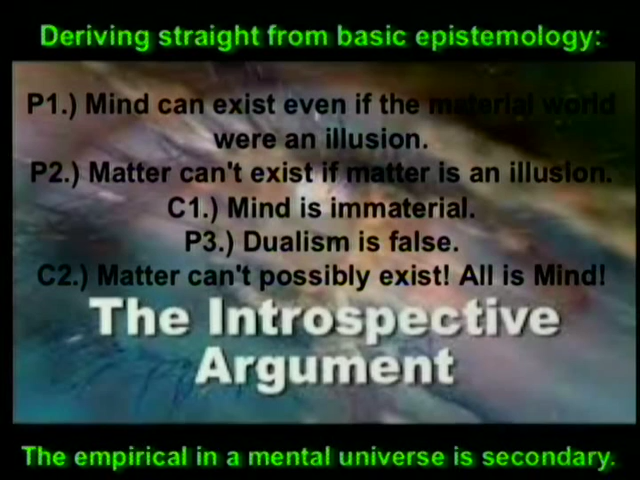 Deriving straight from basic epistemology:
P1.) Mind can exist even if the material world
were an illusion.
P2.) Matter can't exist if matter is an illusion.
C1.) Mind is immaterial.
P3.) Dualism is false.
C2.) Matter can't possibly exist! All is Mind!
The Introspective
Argument
The empirical in a mental universe is secondary.